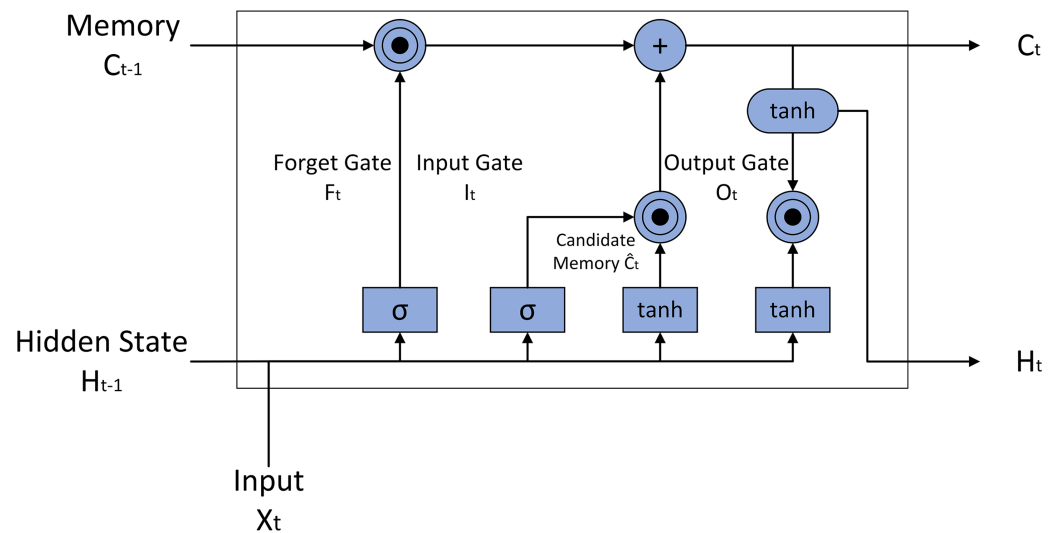 Memory
Ct-1
+
Ct
tanh
Forget Gate
Ft
Input Gate
It
Output Gate
Ot
Candidate
Memory Ĉt
σ
σ
tanh
tanh
Hidden State
Ht-1
Ht
Input
Xt